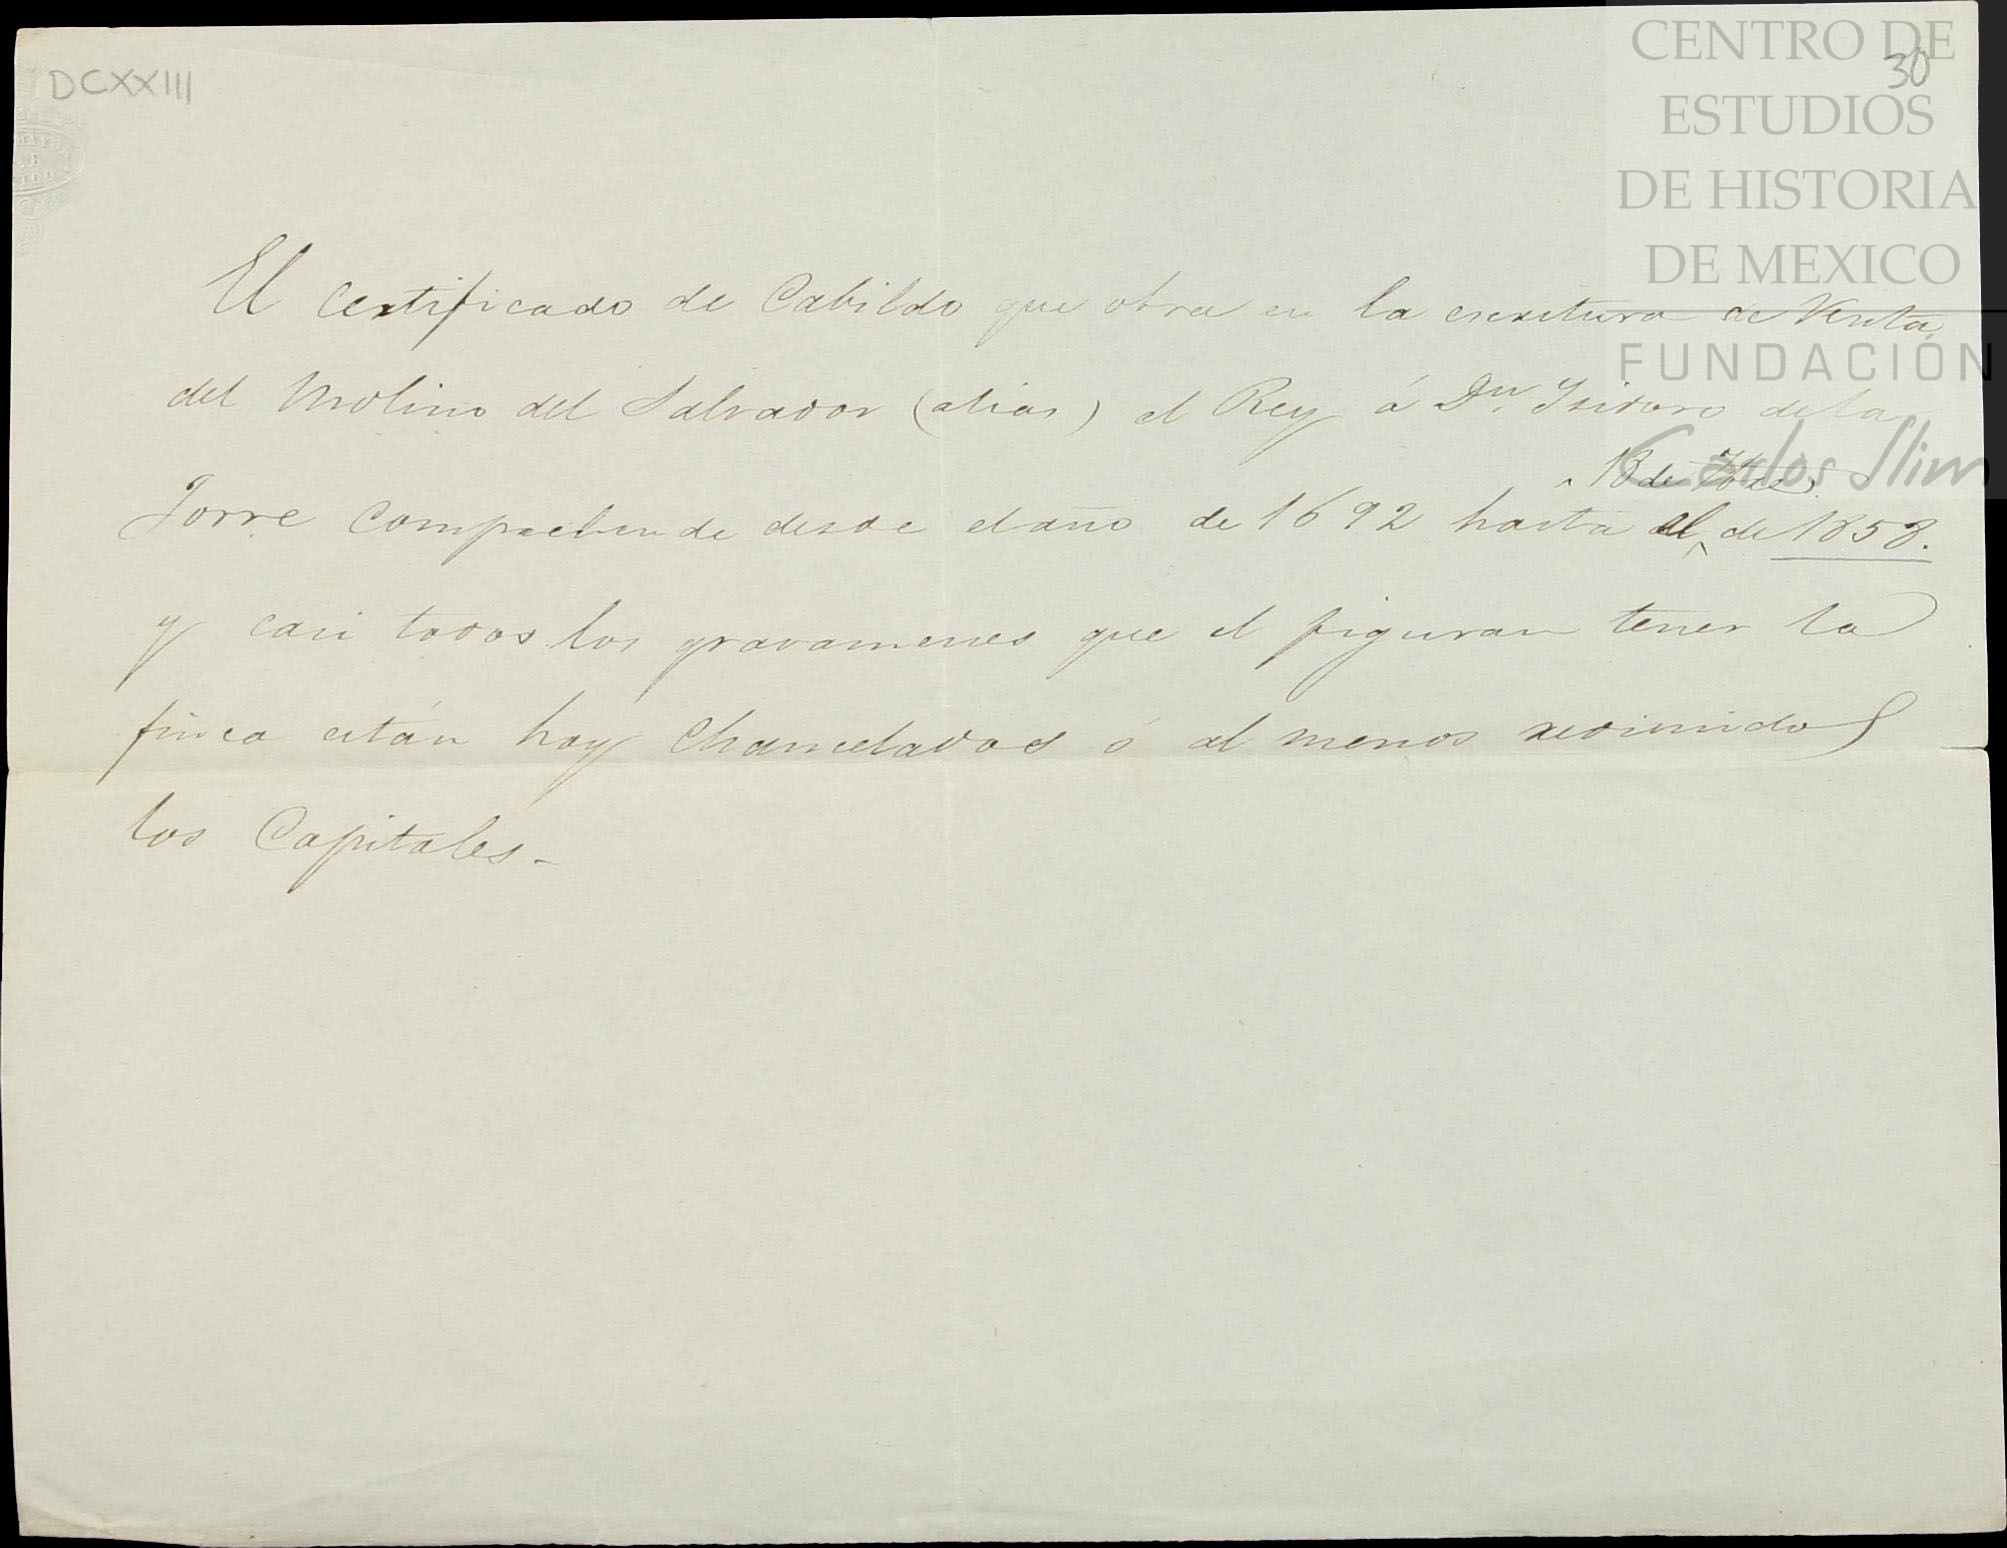 DCXXIII
30
CENTRO DE
ESTUDIOS
DE HISTORIA
DE MEXICO
FUNDACIÓN
Carlos Slim
El certificado de Cabildo que obra en la escritura de Venta
del Molino del Salvador (alias) el Rey á Dn. Isidoro de la
18 de 7bre.
Torre comprehende desde el año de 1692 hasta el de 1858.
y casi todos los gravamenes que el figuran tener la
finca están hoy Chancelados ó al menos redimidos
los Capitales.